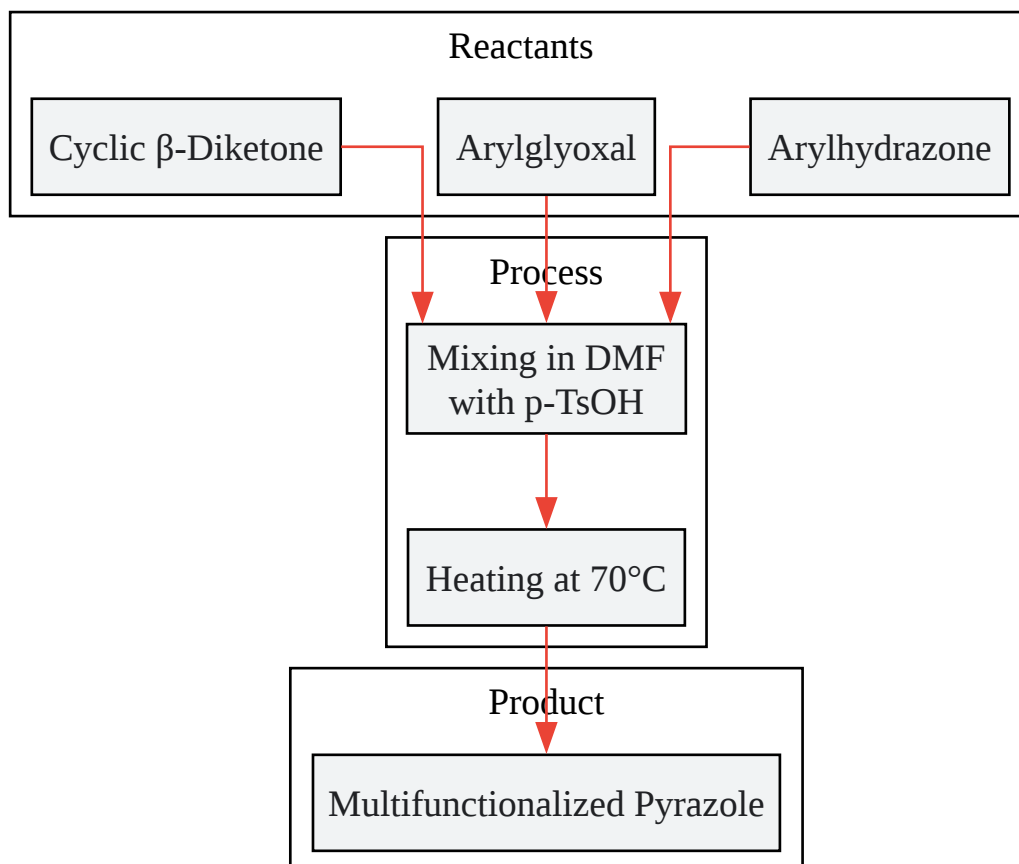 Reactants
Cyclic β-Diketone
Arylglyoxal
Arylhydrazone
Process
Mixing in DMF
with p-TsOH
Heating at 70°C
Product
Multifunctionalized Pyrazole